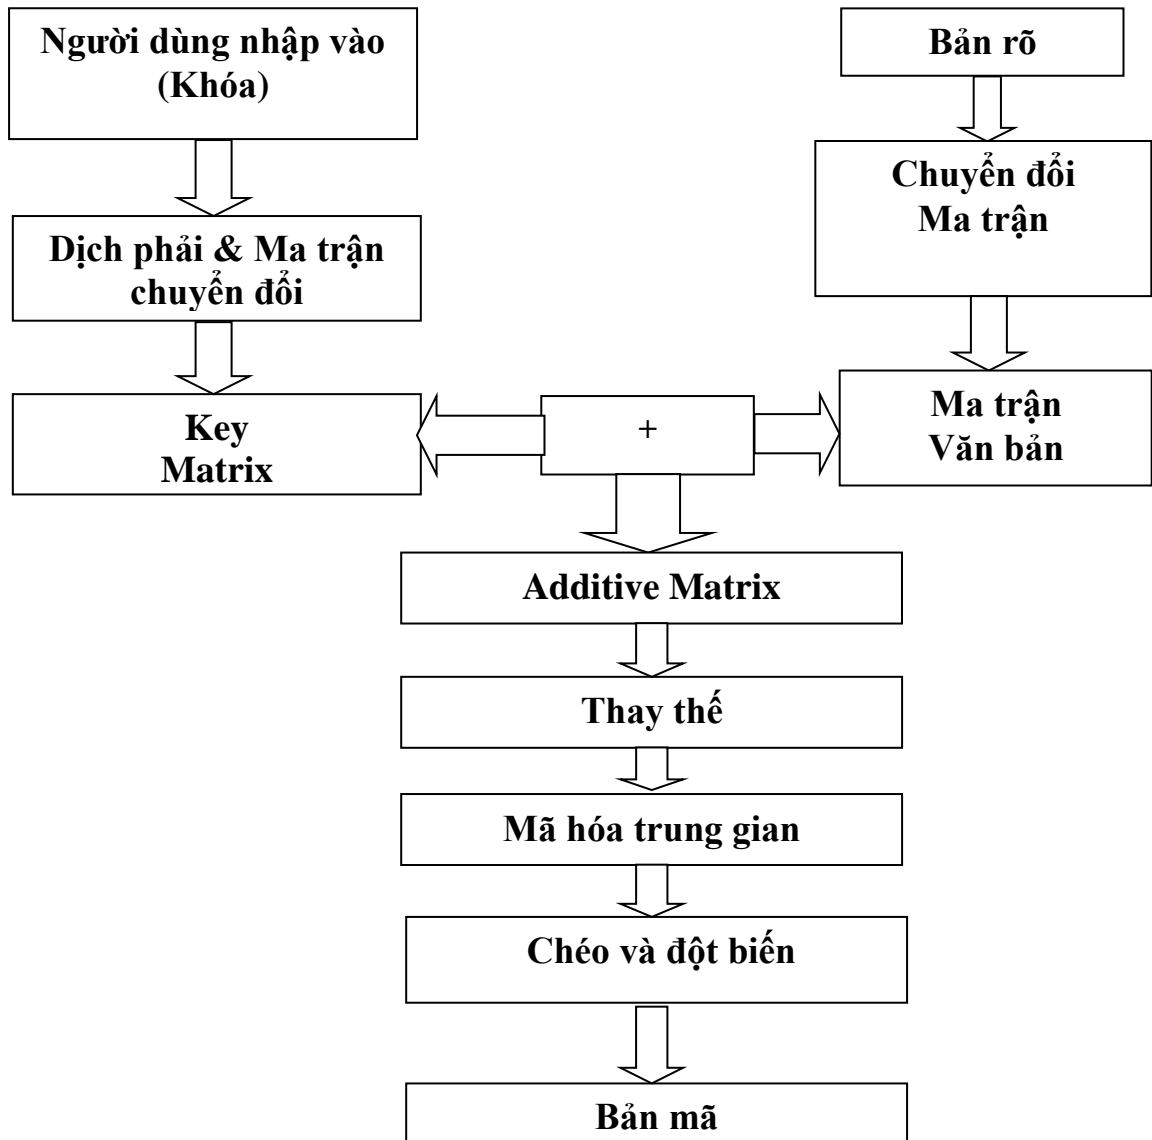 Người dùng nhập vào
(Khóa)
Bản rõ
Dịch phải & Ma trận
chuyển đổi
Chuyển đổi
Ma trận
Key
Matrix
+
Ma trận
Văn bản
Additive Matrix
Thay thế
Mã hóa trung gian
Chéo và đột biến
Bản mã